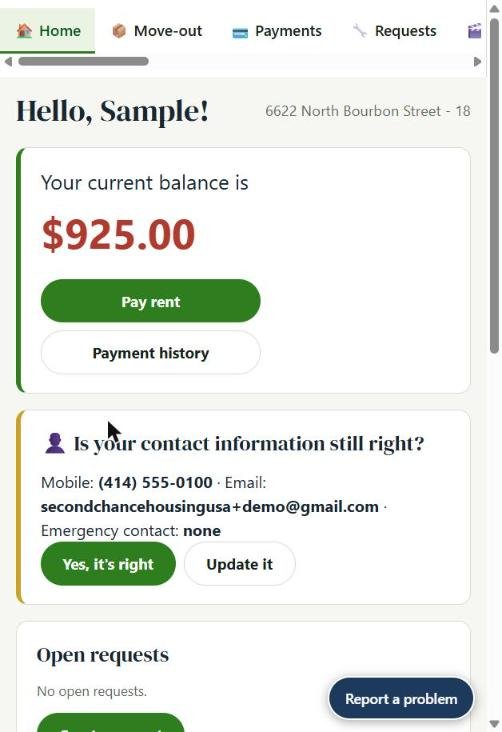 Home Move-out Payments Requests
Hello, Sample! 6622 North Bourbon Street - 18
Your current balance is
$925.00
Pay rent
Payment history
Is your contact information still right?
Mobile: (414) 555-0100 · Email:
secondchancehousingusa+demo@gmail.com ·
Emergency contact: none
Yes, it's right Update it
Open requests
No open requests.
Report a problem